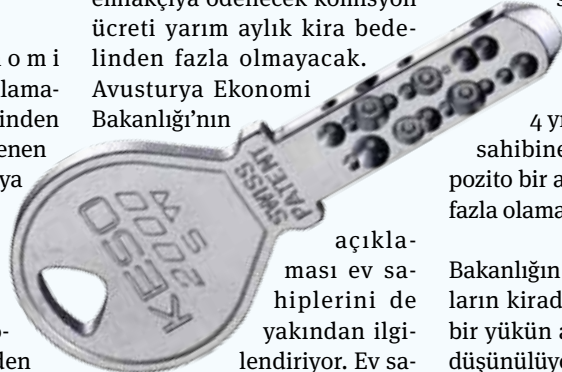 emlakçıya ödenecek komisyon
ücreti yarım aylık kira bede-
linden fazla olmayacak.
Avusturya Ekonomi
Bakanlığı’nın
açıkla-
ması ev sa-
hiplerini de
yakından ilgi-
lendiriyor. Ev sa-
omi
lama-
inden
enen
ya
o-
den
4 yı
sahibine
pozito bir a
fazla olama
Bakanlığın
ların kirad
bir yükün a
düşünülüye
SWISS
PATENT
KESO
2000
S W